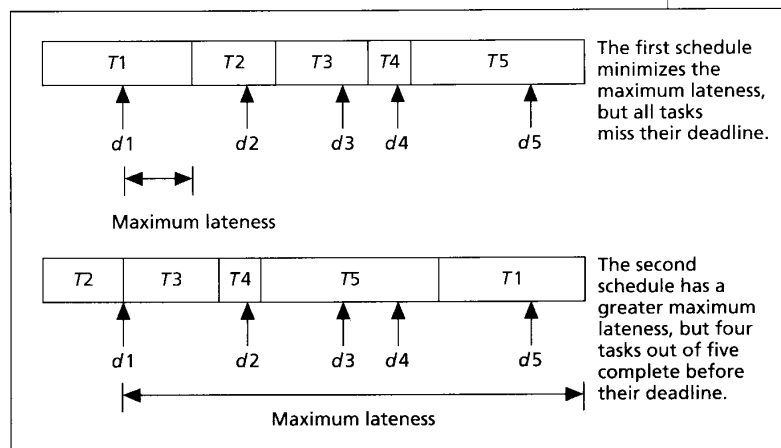 T1 T2 T3 T4 T5
The first schedule
minimizes the
maximum lateness,
but all tasks
miss their deadline.
d1 d2 d3 d4 d5
Maximum lateness
T2 T3 T4 T5 T1
The second
schedule has a
greater maximum
lateness, but four
tasks out of five
complete before
their deadline.
d1 d2 d3 d4 d5
Maximum lateness